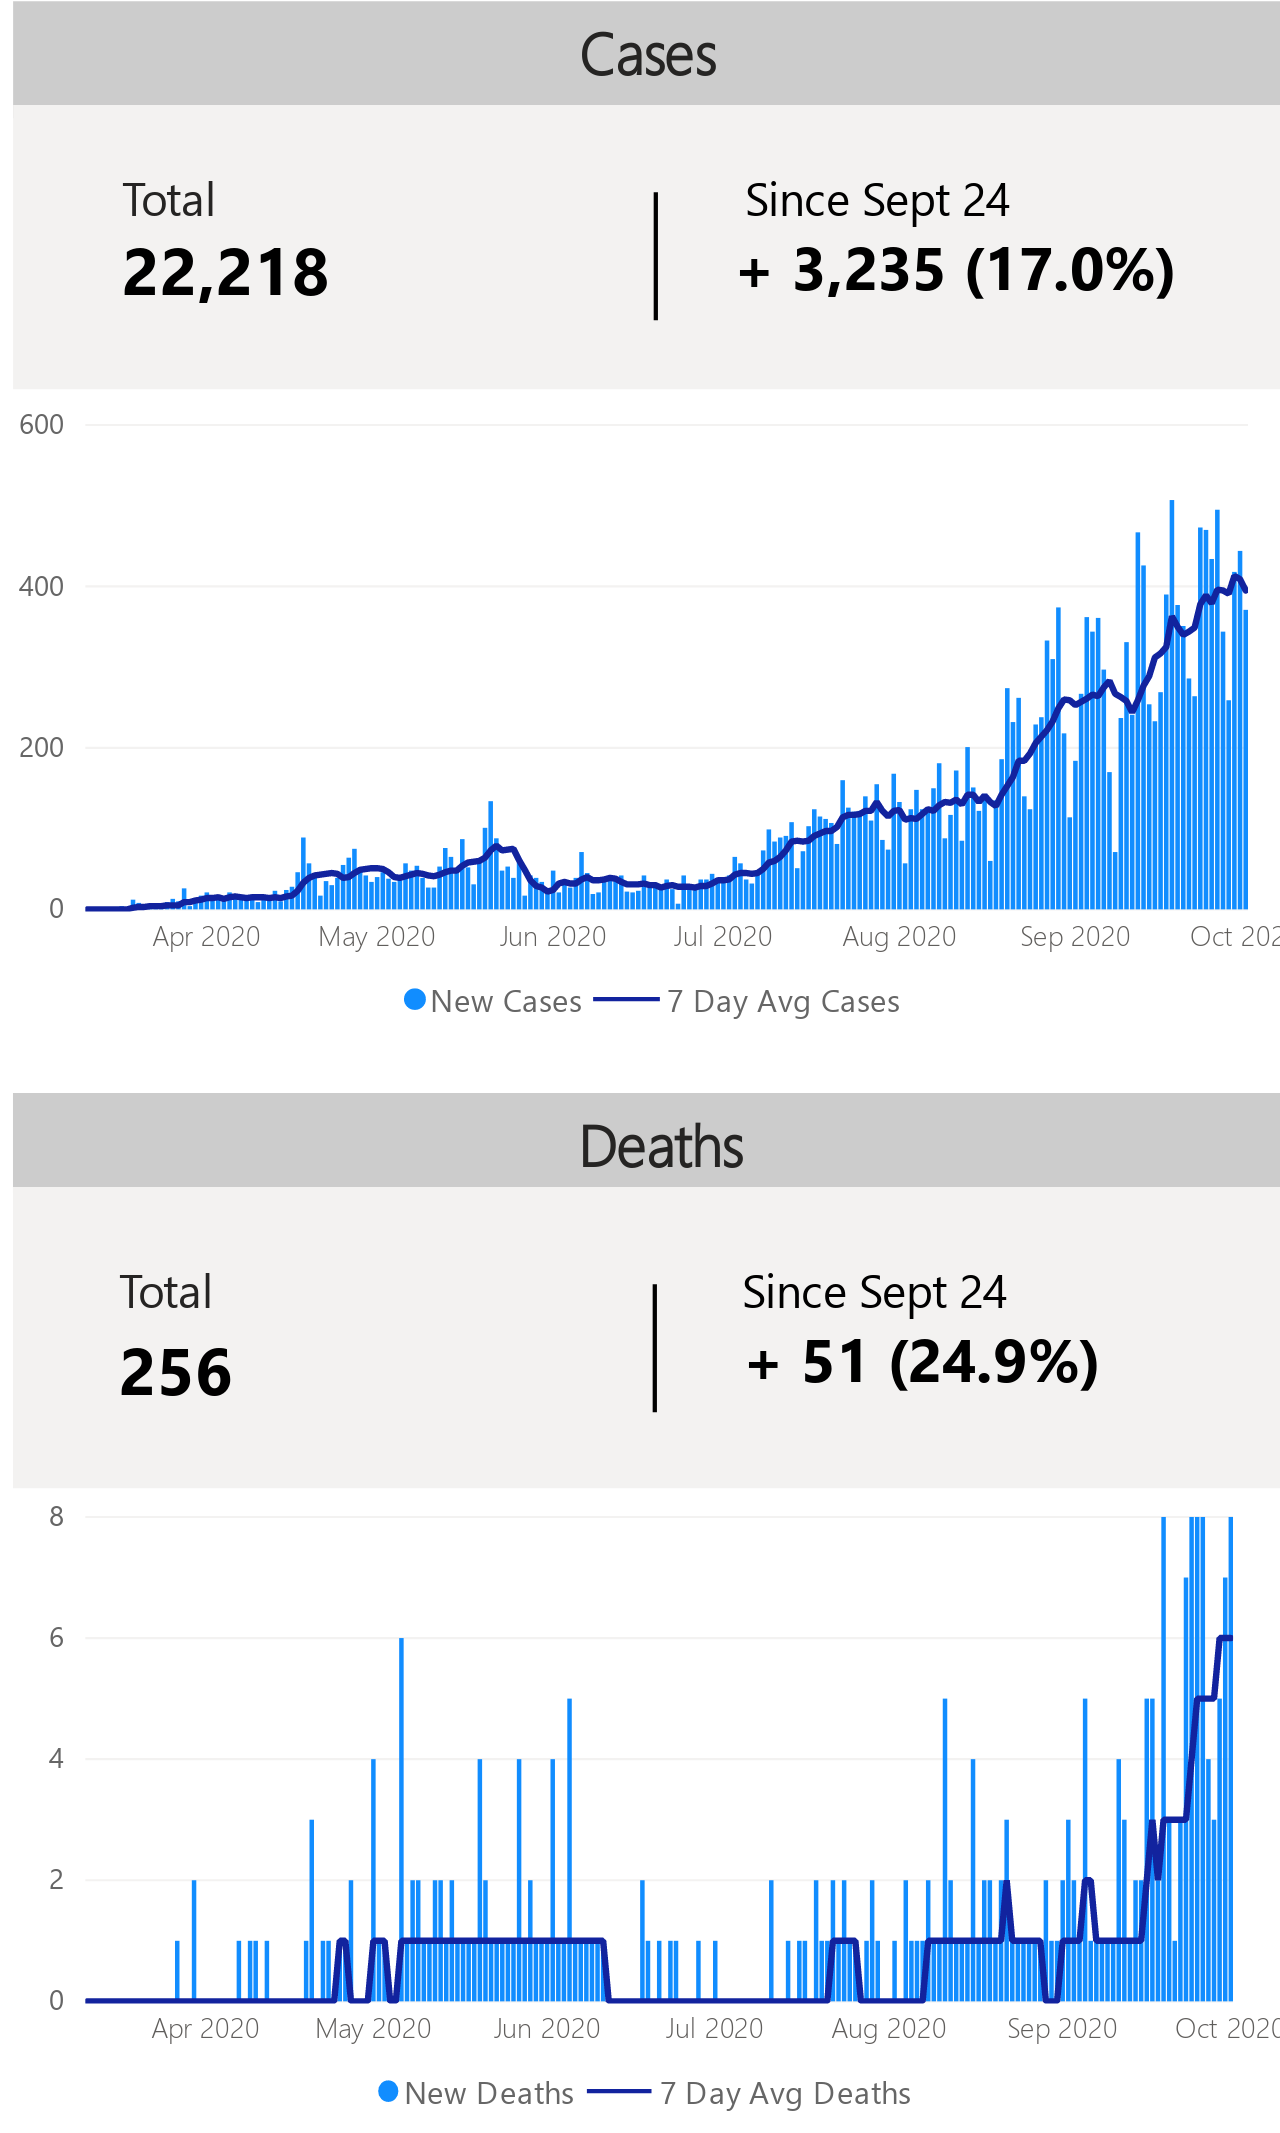 Cases
Total
Since Sept 24
22,218
+ 3,235 (17.0%)
600
400
200
0
Apr 2020
May 2020
Jun 2020
Jul 2020
Aug 2020
Sep 2020
Oct 202
New Cases
7 Day Avg Cases
Deaths
Total
Since Sept 24
256
+ 51 (24.9%)
8
6
4
2
0
Apr 2020
May 2020
Jun 2020
Jul 2020
Aug 2020
Sep 2020
Oct 2020
New Deaths
7 Day Avg Deaths